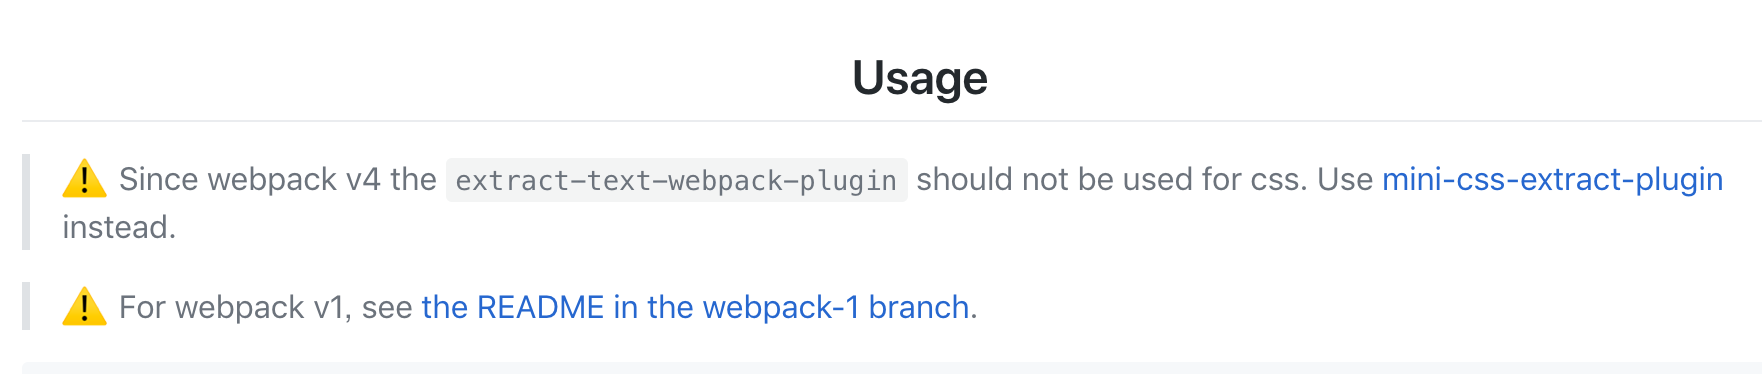 Usage
⚠️ Since webpack v4 the extract-text-webpack-plugin should not be used for css. Use mini-css-extract-plugin
instead.
⚠️ For webpack v1, see the README in the webpack-1 branch.